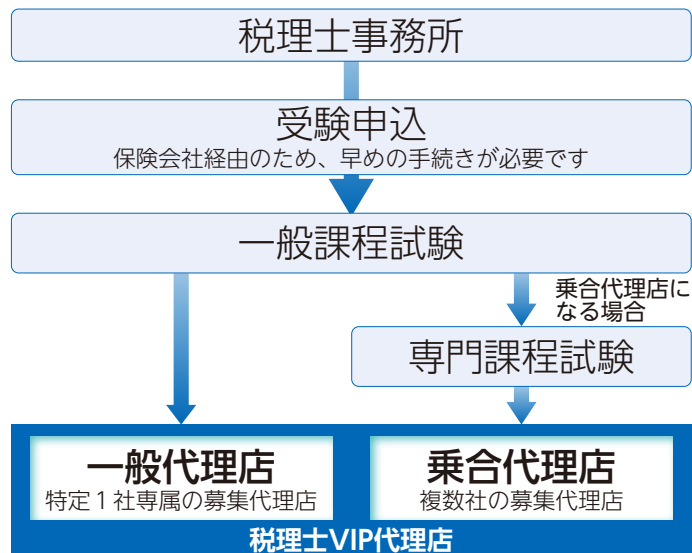 税理士事務所
受験申込
保険会社経由のため、早めの手続きが必要です
一般課程試験
乗合代理店に
なる場合
専門課程試験
一般代理店
特定１社専属の募集代理店
乗合代理店
複数社の募集代理店
税理士VIP代理店